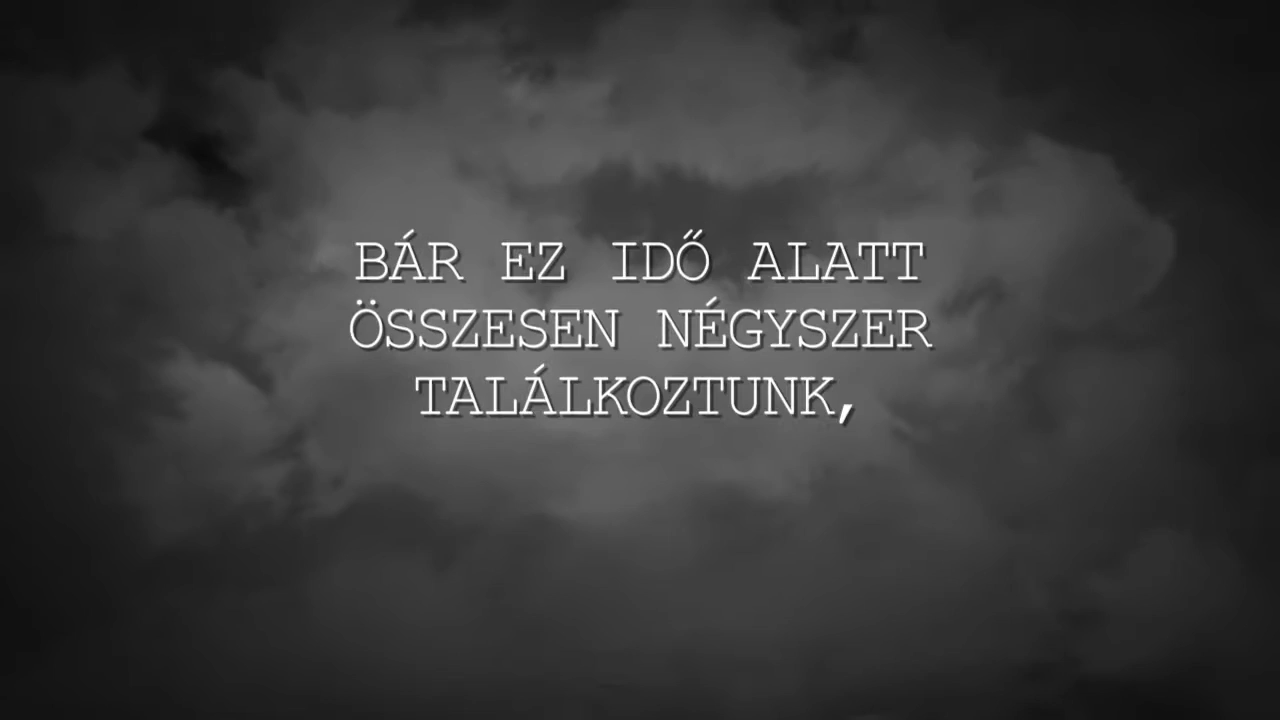 BÁR EZ IDŐ ALATT
ÖSSZESEN NÉGYSZER
TALÁLKOZTUNK,